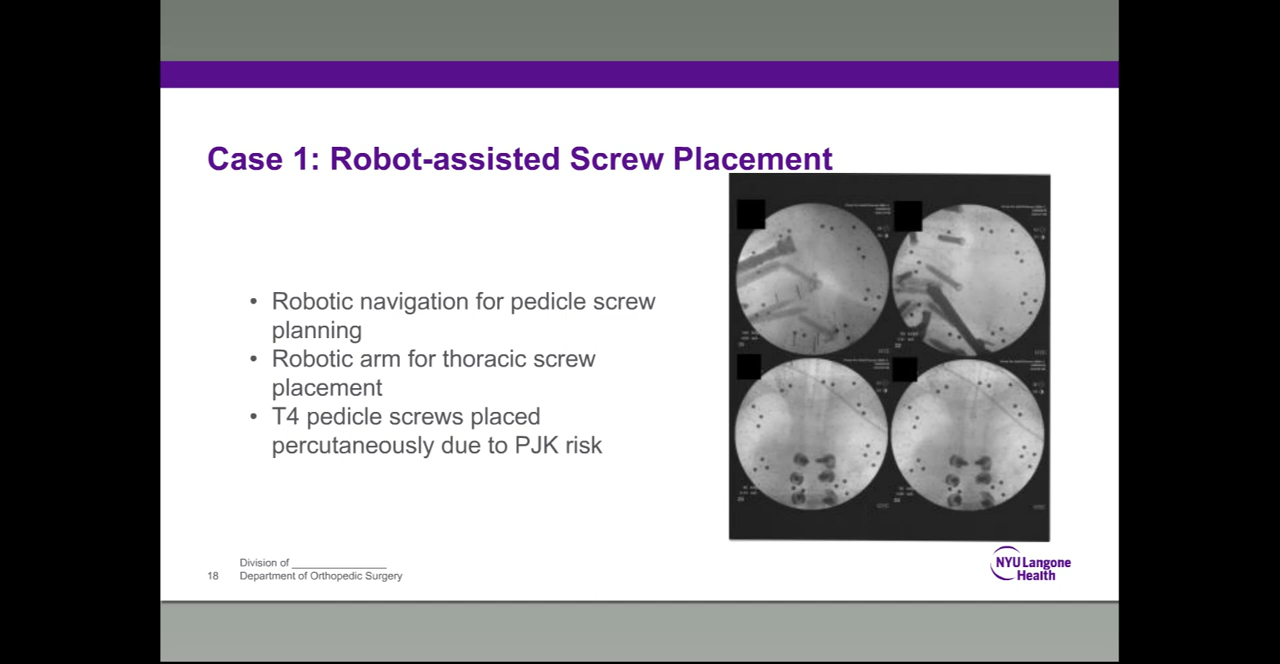 Case 1: Robot-assisted Screw Placement
• Robotic navigation for pedicle screw
planning
• Robotic arm for thoracic screw
placement
• T4 pedicle screws placed
percutaneously due to PJK risk
Division of _______________
18 Department of Orthopedic Surgery
NYU Langone
Health